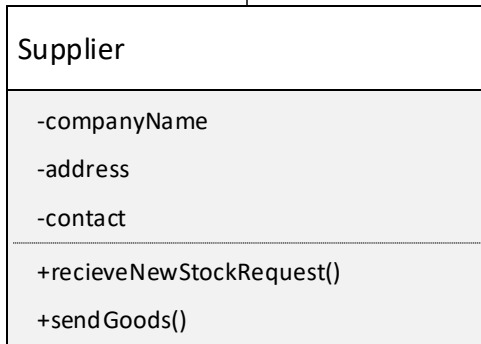 Supplier
-companyName
-address
-contact
+recieveNewStockRequest()
+sendGoods()